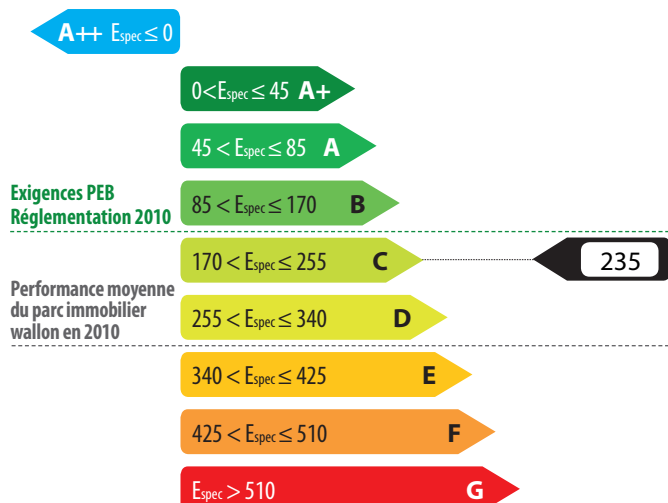 A++ Espec ≤ 0
0<Espec ≤ 45 A+
45 < Espec ≤ 85 A
Exigences PEB
Réglementation 2010
85 < Espec ≤ 170 B
170 < Espec ≤ 255 C
235
Performance moyenne
du parc immobilier
wallon en 2010
255 < Espec ≤ 340 D
340 < Espec ≤ 425 E
425 < Espec ≤ 510 F
Espec > 510 G